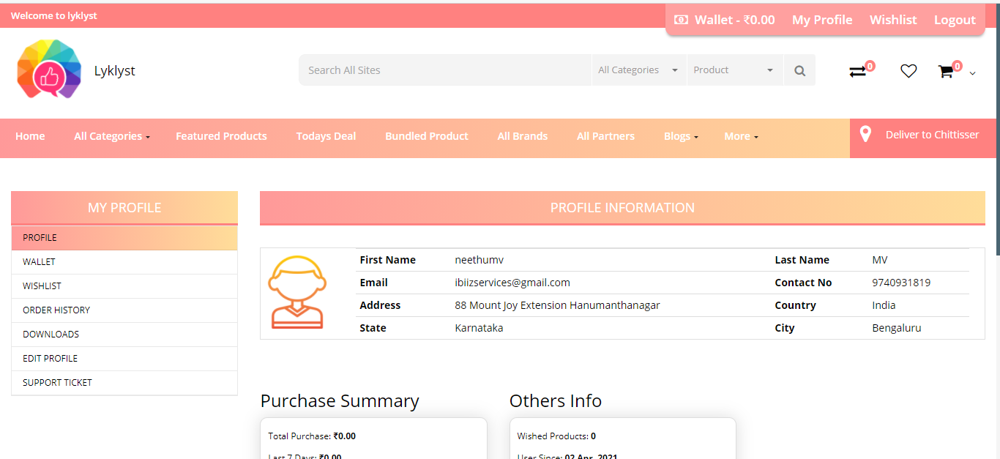 Welcome to lyklyst
Wallet - ₹0.00 My Profile Wishlist Logout
Lyklyst
Search All Sites All Categories Product
0 0
Home All Categories Featured Products Todays Deal Bundled Product All Brands All Partners Blogs More Deliver to Chittisser
MY PROFILE
PROFILE
WALLET
WISHLIST
ORDER HISTORY
DOWNLOADS
EDIT PROFILE
SUPPORT TICKET
PROFILE INFORMATION
First Name neethumv Last Name MV
Email ibiizservices@gmail.com Contact No 9740931819
Address 88 Mount Joy Extension Hanumanthanagar Country India
State Karnataka City Bengaluru
Purchase Summary
Total Purchase: ₹0.00
Last 7 Days: ₹0.00
Others Info
Wished Products: 0
User Since: 02 Apr, 2021